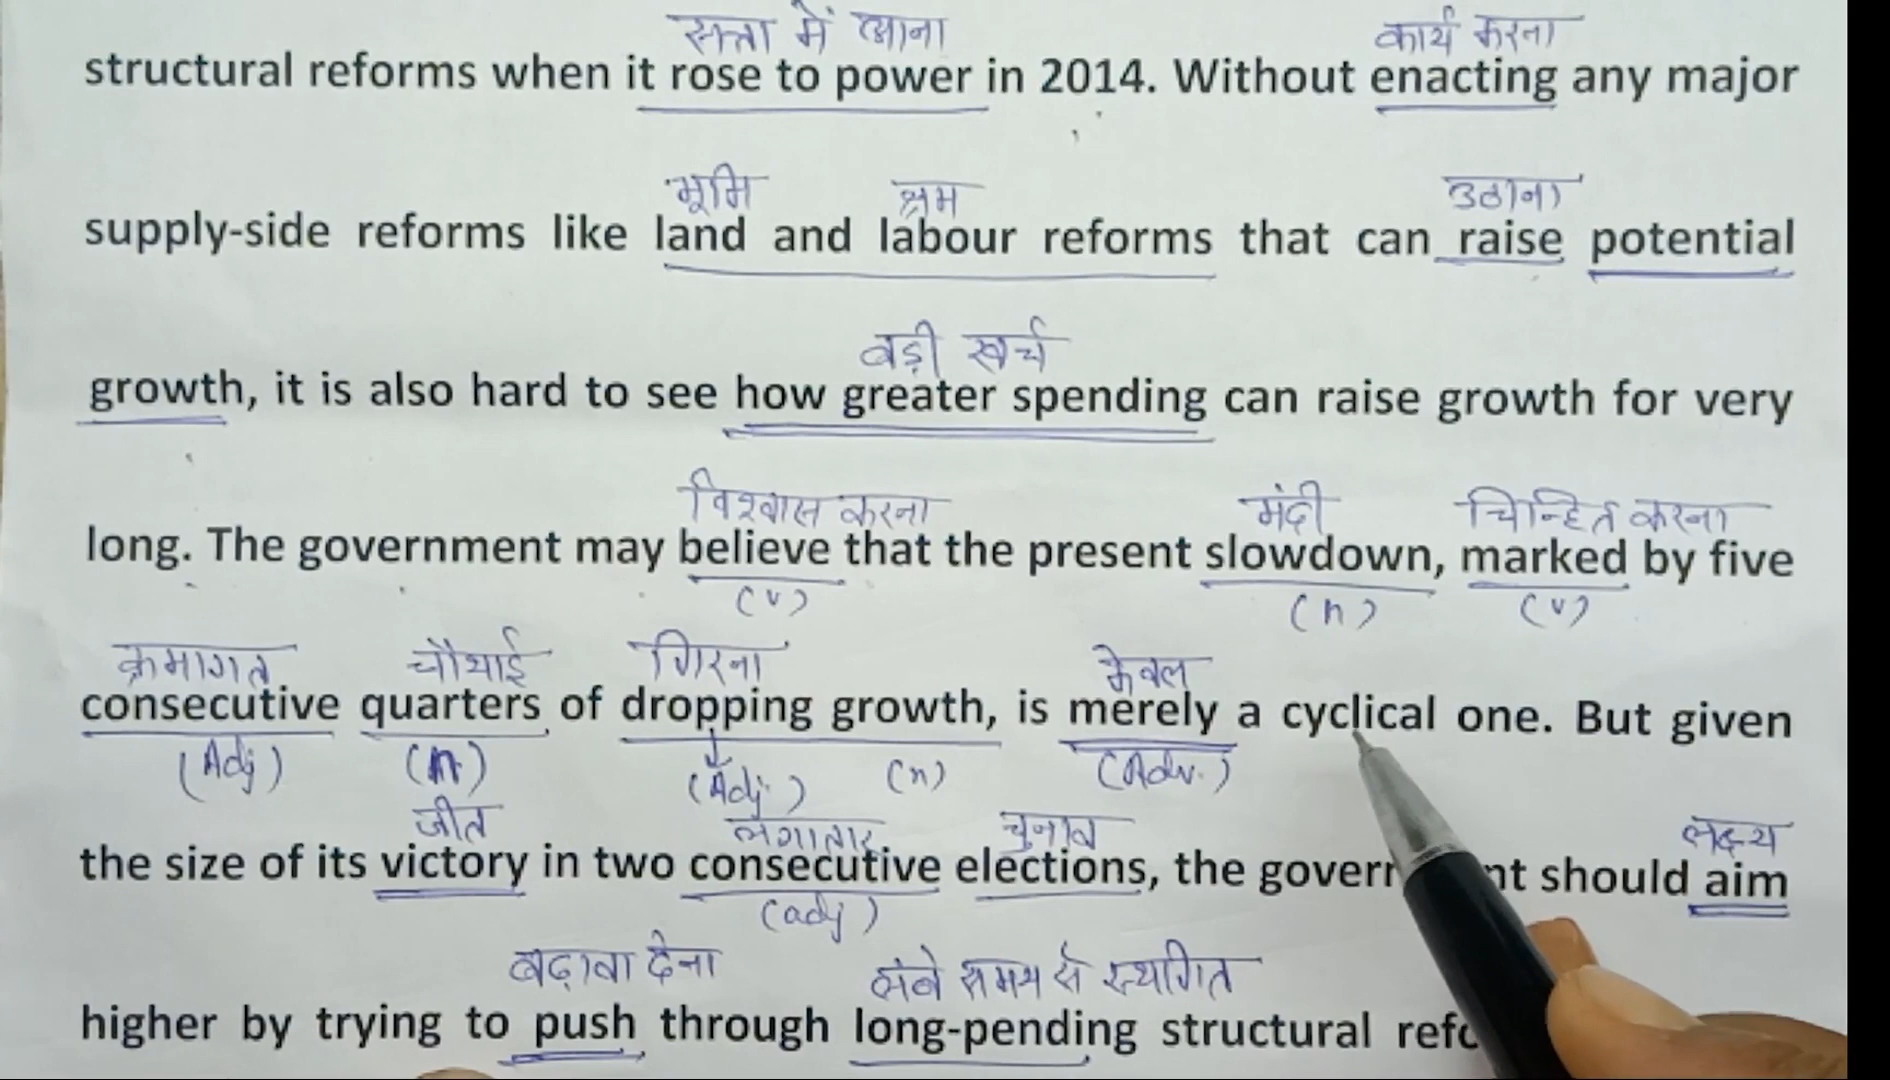 सत्ता में आना कार्य करना
structural reforms when it rose to power in 2014. Without enacting any major
भूमि श्रम उठाना
supply-side reforms like land and labour reforms that can raise potential
बड़ी खर्च
growth, it is also hard to see how greater spending can raise growth for very
विश्वास करना मंदी चिन्हित करना
long. The government may believe that the present slowdown, marked by five
(v) (n) (v)
क्रमागत चौथाई गिरना केवल
consecutive quarters of dropping growth, is merely a cyclical one. But given
(Adj) (n) (Adj.) (n) (Adv.)
जीत लगातार चुनाव लक्ष्य
the size of its victory in two consecutive elections, the should aim
(adj)
बढ़ावा देना लंबे समय से स्थगित
higher by trying to push through long-pending structural